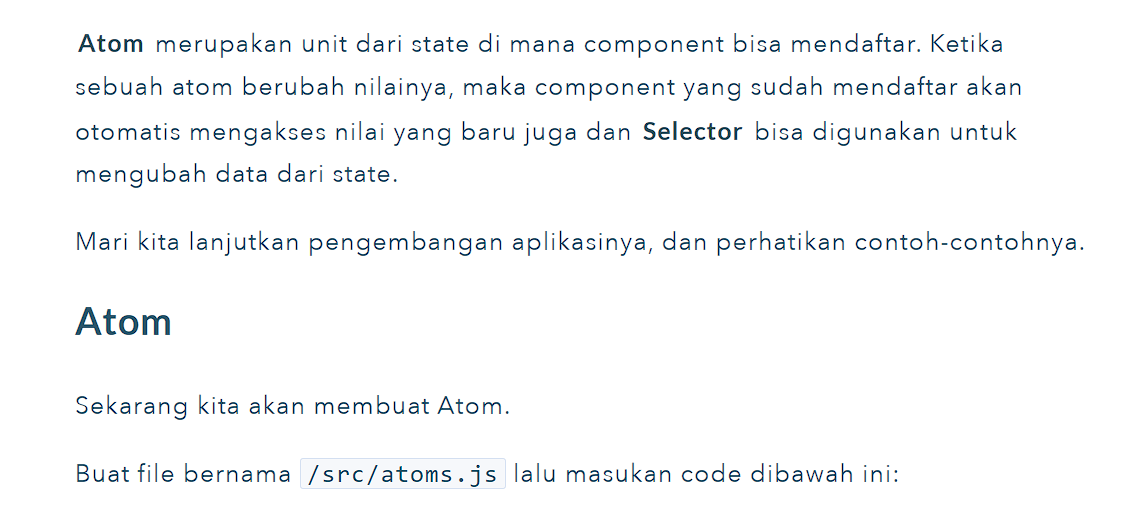 Atom merupakan unit dari state di mana component bisa mendaftar. Ketika
sebuah atom berubah nilainya, maka component yang sudah mendaftar akan
otomatis mengakses nilai yang baru juga dan Selector bisa digunakan untuk
mengubah data dari state.
Mari kita lanjutkan pengembangan aplikasinya, dan perhatikan contoh-contohnya.
Atom
Sekarang kita akan membuat Atom.
Buat file bernama /src/atoms.js lalu masukan code dibawah ini: